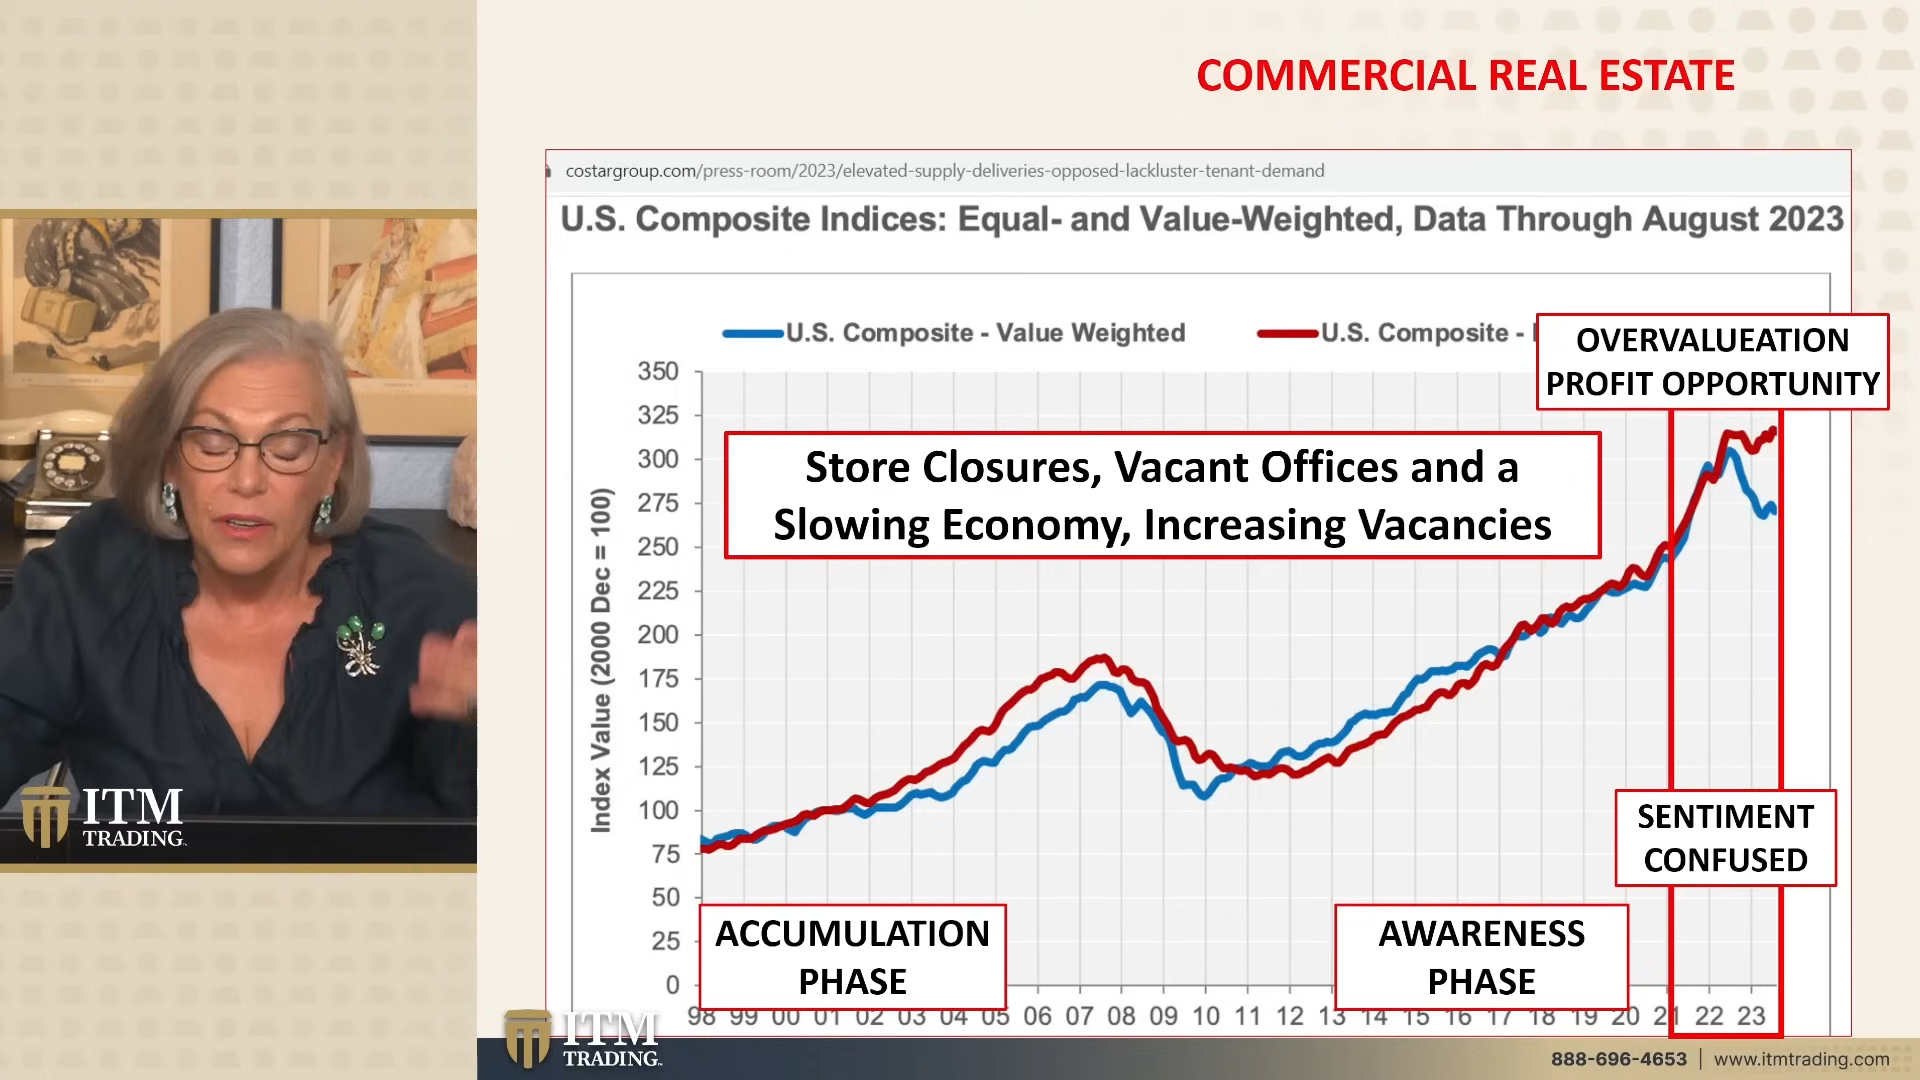 COMMERCIAL REAL ESTATE
costargroup.com/press-room/2023/elevated-supply-deliveries-opposed-lackluster-tenant-demand
U.S. Composite Indices: Equal- and Value-Weighted, Data Through August 2023
U.S. Composite - Value Weighted
U.S. Composite -
OVERVALUEATION
PROFIT OPPORTUNITY
Store Closures, Vacant Offices and a
Slowing Economy, Increasing Vacancies
Index Value (2000 Dec = 100)
350
325
300
275
250
225
200
175
150
125
100
75
50
25
0
SENTIMENT
CONFUSED
ACCUMULATION
PHASE
AWARENESS
PHASE
98 99 00 01 02 03 04 05 06 07 08 09 10 11 12 13 14 15 16 17 18 19 20 21 22 23
ITM
TRADING
ITM
TRADING
888-696-4653 | www.itmtrading.com